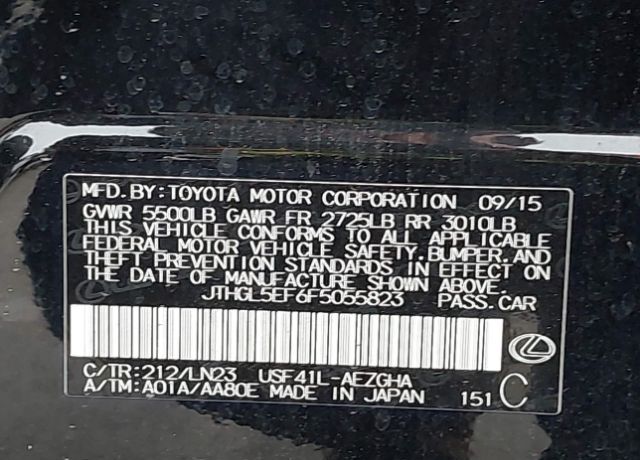 MFD. BY: TOYOTA MOTOR CORPORATION 09/15
GVWR 5500LB GAWR FR 2725LB RR 3010LB
THIS VEHICLE CONFORMS TO ALL APPLICABLE
FEDERAL MOTOR VEHICLE SAFETY, BUMPER, AND
THEFT PREVENTION STANDARDS IN EFFECT ON
THE DATE OF MANUFACTURE SHOWN ABOVE.
JTHGL5EF6F5055823 PASS. CAR
C/TR: 212/LN23 USF41L-AEZGHA
A/TM: A01A/AA80E MADE IN JAPAN 151 C